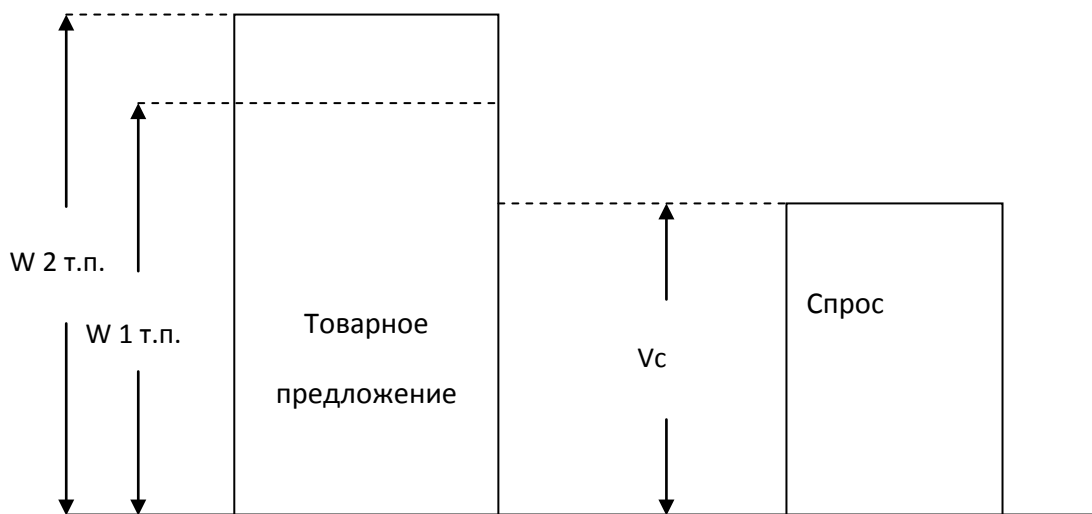 W 2 т.п.
W 1 т.п.
Товарное
предложение
Vc
Спрос